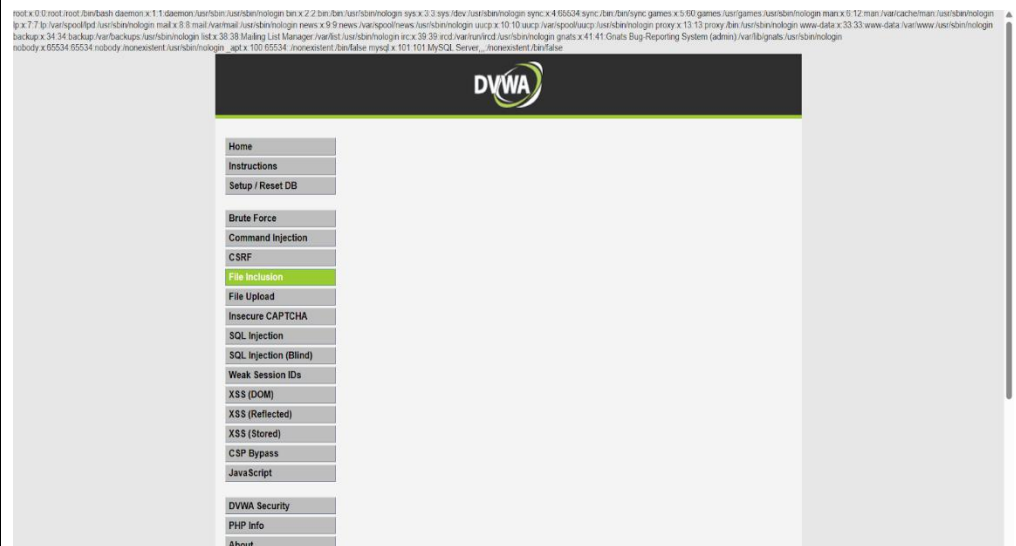 root:x:0:0:root:/root:/bin/bash daemon:x:1:1:daemon:/usr/sbin:/usr/sbin/nologin bin:x:2:2:bin:/bin:/usr/sbin/nologin sys:x:3:3:sys:/dev:/usr/sbin/nologin sync:x:4:65534:sync:/bin:/bin/sync games:x:5:60:games:/usr/games:/usr/sbin/nologin man:x:6:12:man:/var/cache/man:/usr/sbin/nologin
lp:x:7:7:lp:/var/spool/lpd:/usr/sbin/nologin mail:x:8:8:mail:/var/mail:/usr/sbin/nologin news:x:9:9:news:/var/spool/news:/usr/sbin/nologin uucp:x:10:10:uucp:/var/spool/uucp:/usr/sbin/nologin proxy:x:13:13:proxy:/bin:/usr/sbin/nologin www-data:x:33:33:www-data:/var/www:/usr/sbin/nologin
backup:x:34:34:backup:/var/backups:/usr/sbin/nologin list:x:38:38:Mailing List Manager:/var/list:/usr/sbin/nologin irc:x:39:39:ircd:/var/run/ircd:/usr/sbin/nologin gnats:x:41:41:Gnats Bug-Reporting System (admin):/var/lib/gnats:/usr/sbin/nologin
nobody:x:65534:65534:nobody:/nonexistent:/usr/sbin/nologin _apt:x:100:65534::/nonexistent:/bin/false mysql:x:101:101:MySQL Server,,,:/nonexistent:/bin/false
DVWA
Home
Instructions
Setup / Reset DB
Brute Force
Command Injection
CSRF
File Inclusion
File Upload
Insecure CAPTCHA
SQL Injection
SQL Injection (Blind)
Weak Session IDs
XSS (DOM)
XSS (Reflected)
XSS (Stored)
CSP Bypass
JavaScript
DVWA Security
PHP Info
About